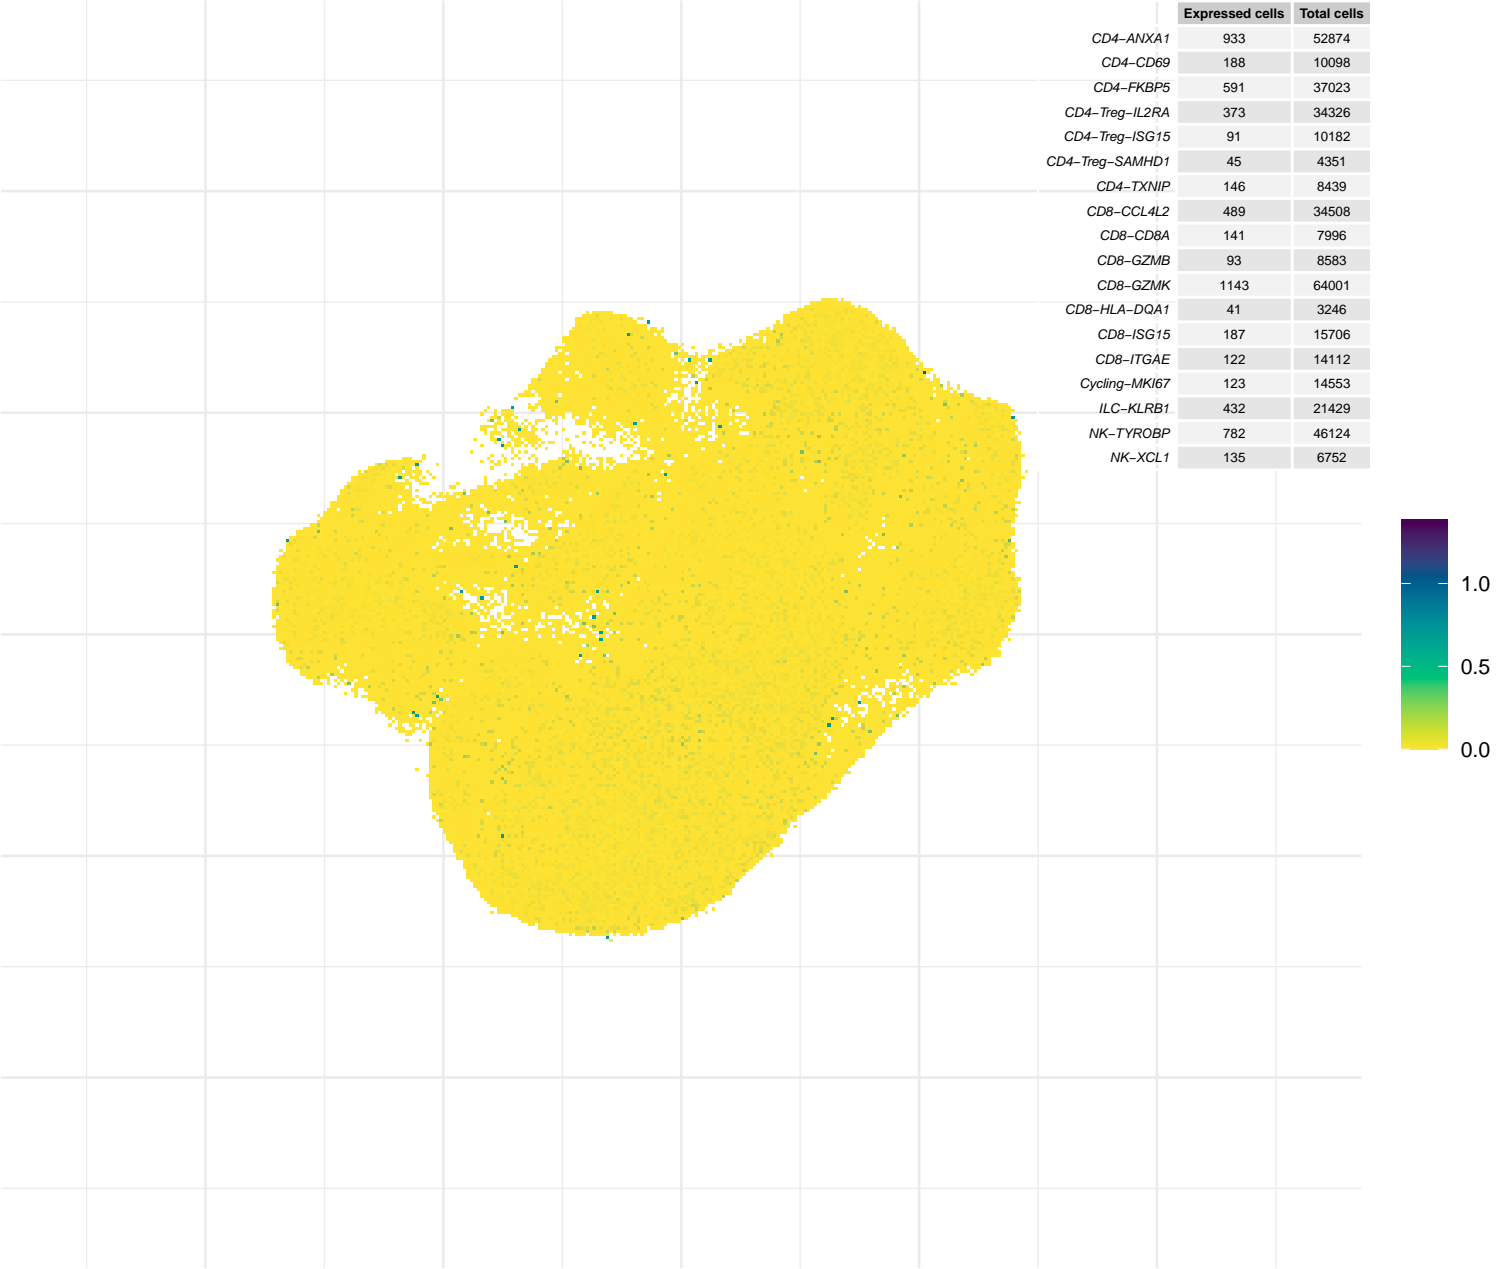 Expressed cells Total cells
CD4−ANXA1 933 52874
CD4−CD69 188 10098
CD4−FKBP5 591 37023
CD4−Treg−IL2RA 373 34326
CD4−Treg−ISG15 91 10182
CD4−Treg−SAMHD1 45 4351
CD4−TXNIP 146 8439
CD8−CCL4L2 489 34508
CD8−CD8A 141 7996
CD8−GZMB 93 8583
CD8−GZMK 1143 64001
CD8−HLA−DQA1 41 3246
CD8−ISG15 187 15706
CD8−ITGAE 122 14112
Cycling−MKI67 123 14553
ILC−KLRB1 432 21429
NK−TYROBP 782 46124
NK−XCL1 135 6752
1.0
0.5
0.0